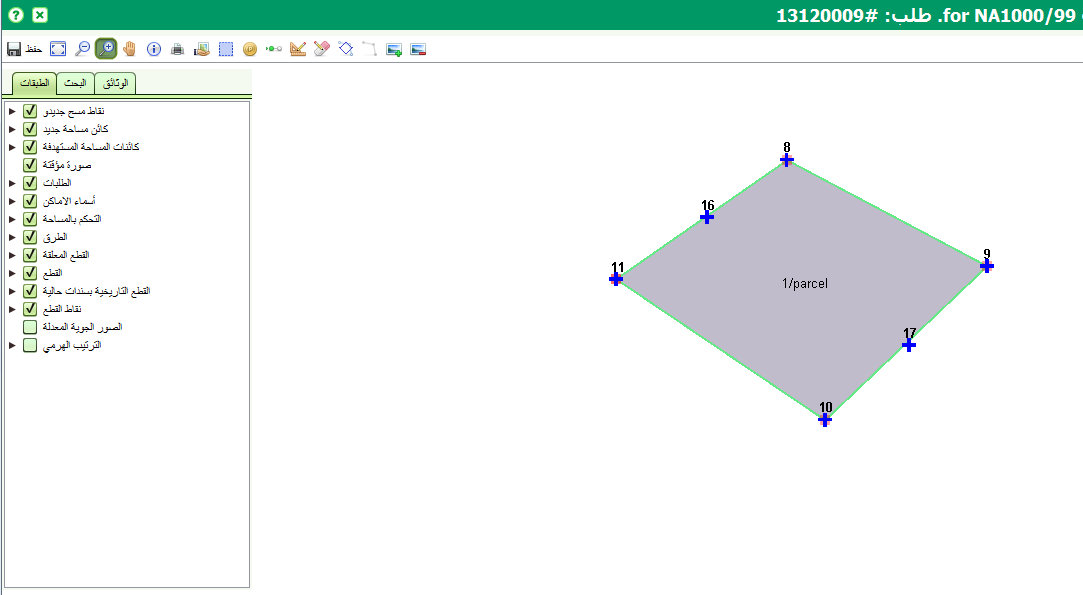 for NA1000/99. طلب: #13120009
حفظ
الطبقات البحث الوثائق
نقاط مسح جديدو
كائن مساحة جديد
كائنات المساحة المستهدفة
صورة مؤقتة
الطلبات
أسماء الاماكن
التحكم بالمساحة
الطرق
القطع المعلقة
القطع
القطع التاريخية بسندات حالية
نقاط القطع
الصور الجوية المعدلة
الترتيب الهرمي
8
16
11
9
1/parcel
17
10